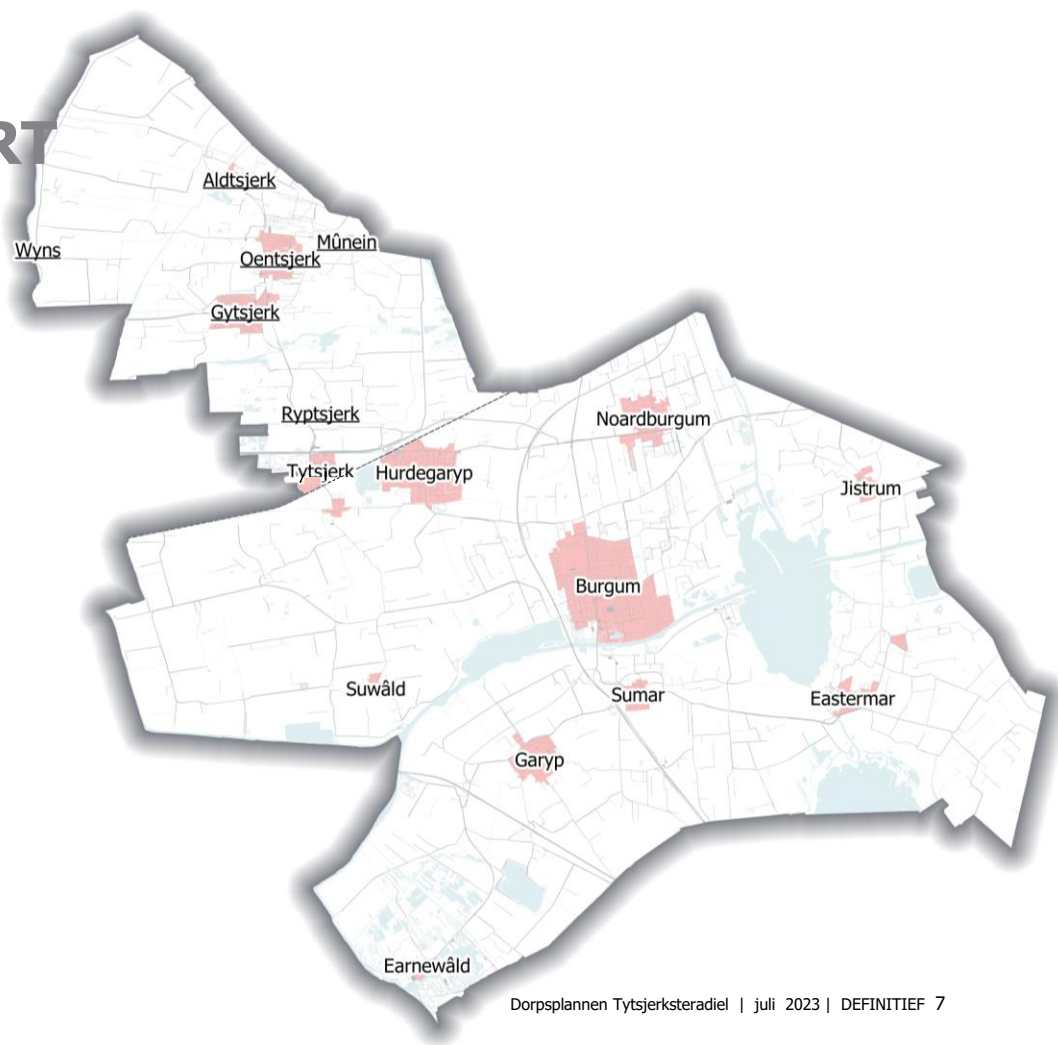 RT
Aldtsjerk
Mûnein
Wyns
Oentsjerk
Gytsjerk
Ryptsjerk
Noardburgum
Tytsjerk
Hurdegaryp
Jistrum
Burgum
Suwâld
Sumar
Eastermar
Garyp
Earnewâld
Dorpsplannen Tytsjerksteradiel | juli 2023 | DEFINITIEF 7